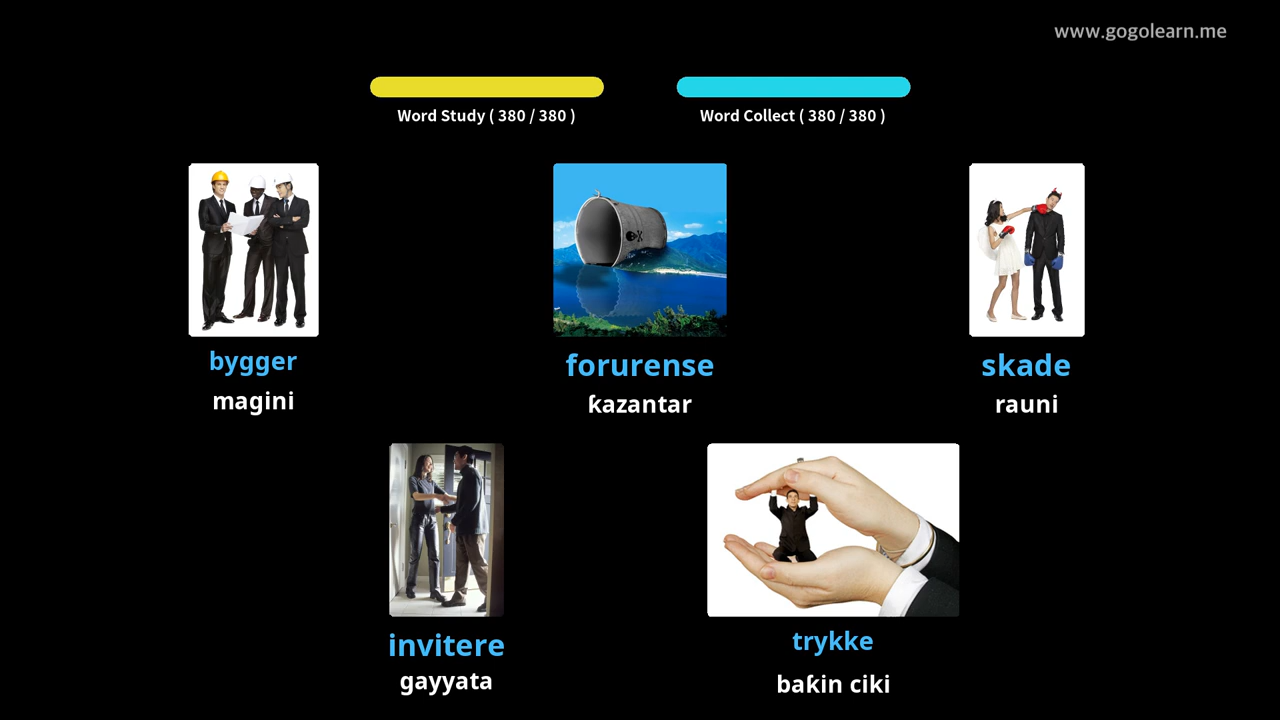 www.gogolearn.me
Word Study ( 380 / 380 )
Word Collect ( 380 / 380 )
bygger
magini
forurense
ƙazantar
skade
rauni
invitere
gayyata
trykke
baƙin ciki